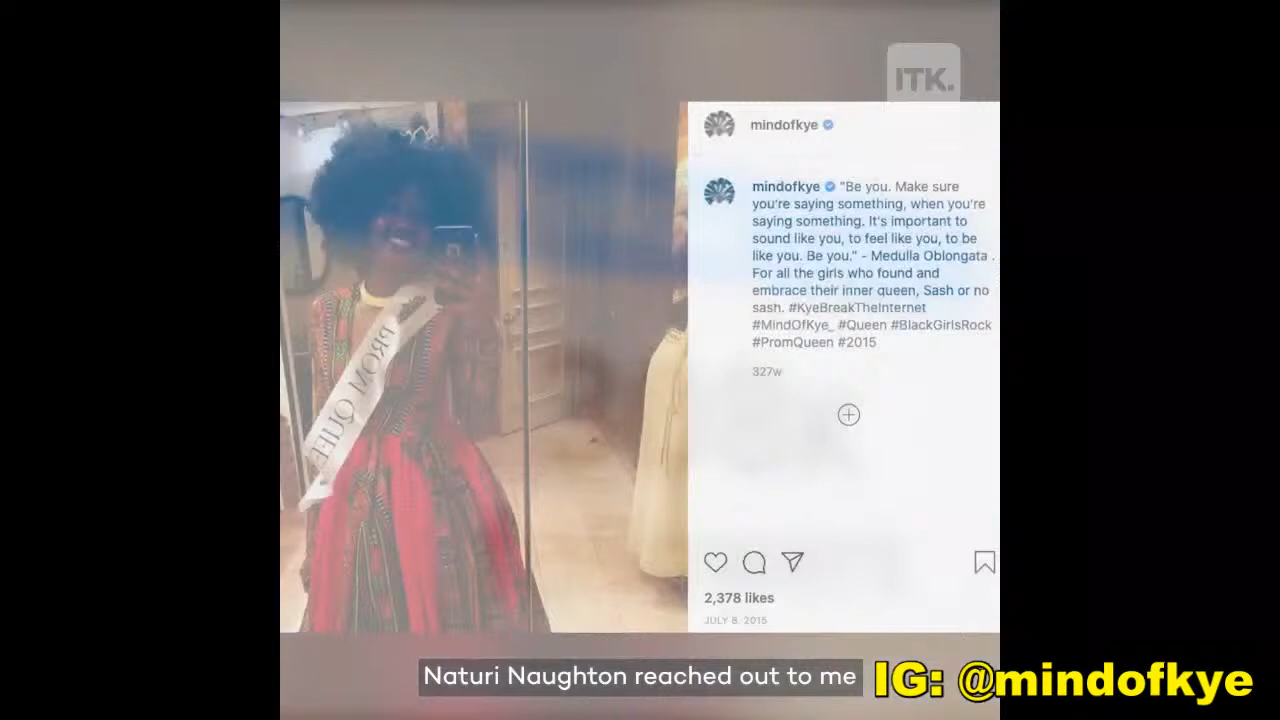 ITK.
mindofkye
mindofkye "Be you. Make sure
you're saying something, when you're
saying something. It's important to
sound like you, to feel like you, to be
like you. Be you." - Medulla Oblongata .
For all the girls who found and
embrace their inner queen, Sash or no
sash. #KyeBreakTheInternet
#MindOfKye_ #Queen #BlackGirlsRock
#PromQueen #2015
327w
PROM QUEE
2,378 likes
JULY 8, 2015
Naturi Naughton reached out to me
IG: @mindofkye